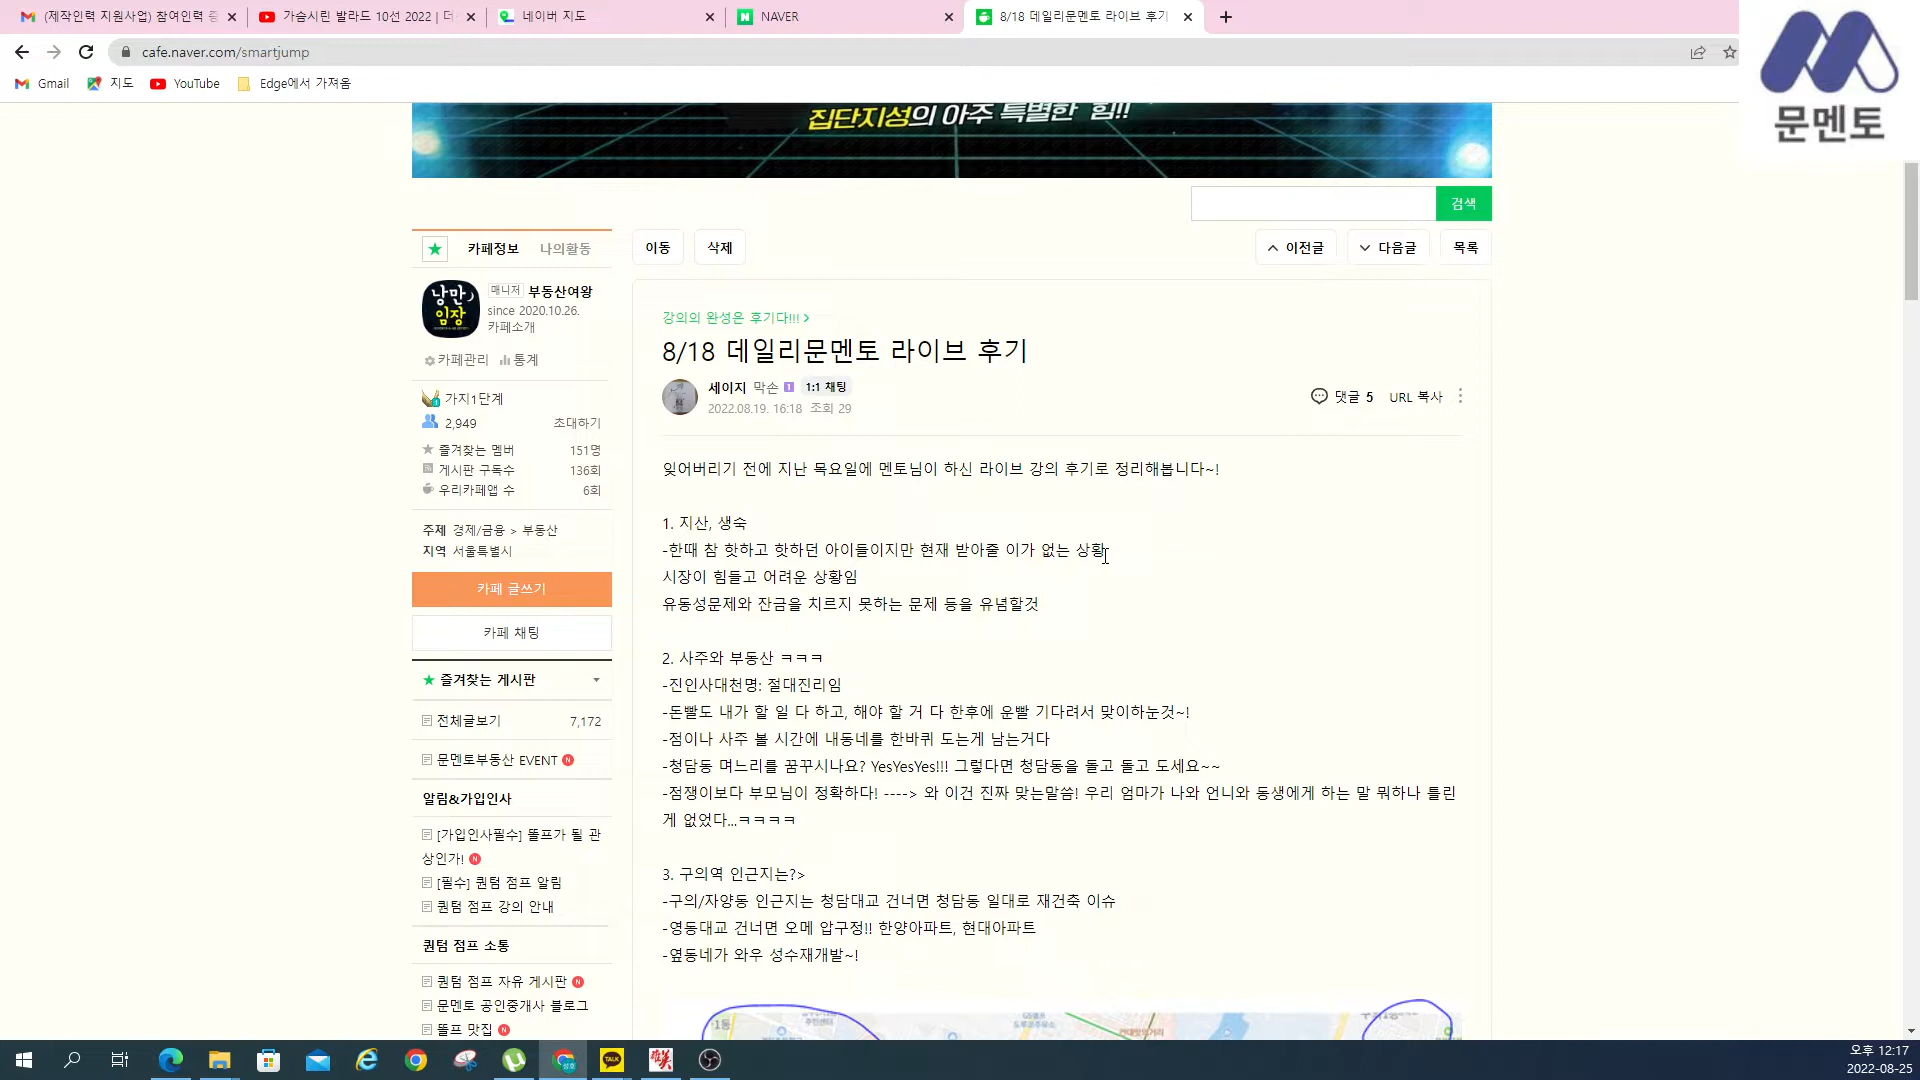 (제작인력 지원사업) 참여인력 증
가슴시린 발라드 10선 2022 | 더
네이버 지도
NAVER
8/18 데일리문멘토 라이브 후기
cafe.naver.com/smartjump
Gmail
지도
YouTube
Edge에서 가져옴
문멘토
집단지성의 아주 특별한 힘!!
검색
카페정보 나의활동
이동 삭제
이전글 다음글 목록
낭만
임장
매니저 부동산여왕
since 2020.10.26.
카페소개
카페관리 통계
가지1단계
2,949 초대하기
즐겨찾는 멤버 151명
게시판 구독수 136회
우리카페앱 수 6회
주제 경제/금융 > 부동산
지역 서울특별시
카페 글쓰기
카페 채팅
즐겨찾는 게시판
전체글보기 7,172
문멘토부동산 EVENT N
알림&가입인사
[가입인사필수] 똘프가 될 관
상인가! N
[필수] 퀀텀 점프 알림
퀀텀 점프 강의 안내
퀀텀 점프 소통
퀀텀 점프 자유 게시판 N
문멘토 공인중개사 블로그
똘프 맛집 N
강의의 완성은 후기다!!! >
8/18 데일리문멘토 라이브 후기
세이지 막손 1 1:1 채팅
2022.08.19. 16:18 조회 29
댓글 5 URL 복사
잊어버리기 전에 지난 목요일에 멘토님이 하신 라이브 강의 후기로 정리해봅니다~!
1. 지산, 생숙
-한때 참 핫하고 핫하던 아이들이지만 현재 받아줄 이가 없는 상황
시장이 힘들고 어려운 상황임
유동성문제와 잔금을 치르지 못하는 문제 등을 유념할것
2. 사주와 부동산 ㅋㅋㅋ
-진인사대천명: 절대진리임
-돈빨도 내가 할 일 다 하고, 해야 할 거 다 한후에 운빨 기다려서 맞이하눈것~!
-점이나 사주 볼 시간에 내동네를 한바퀴 도는게 남는거다
-청담동 며느리를 꿈꾸시나요? YesYesYes!!! 그렇다면 청담동을 돌고 돌고 도세요~~
-점쟁이보다 부모님이 정확하다! ----> 와 이건 진짜 맞는말씀! 우리 엄마가 나와 언니와 동생에게 하는 말 뭐하나 틀린
게 없었다...ㅋㅋㅋㅋ
3. 구의역 인근지는?>
-구의/자양동 인근지는 청담대교 건너면 청담동 일대로 재건축 이슈
-영동대교 건너면 오메 압구정!! 한양아파트, 현대아파트
-옆동네가 와우 성수재개발~!
TALK
오후 12:17
2022-08-25